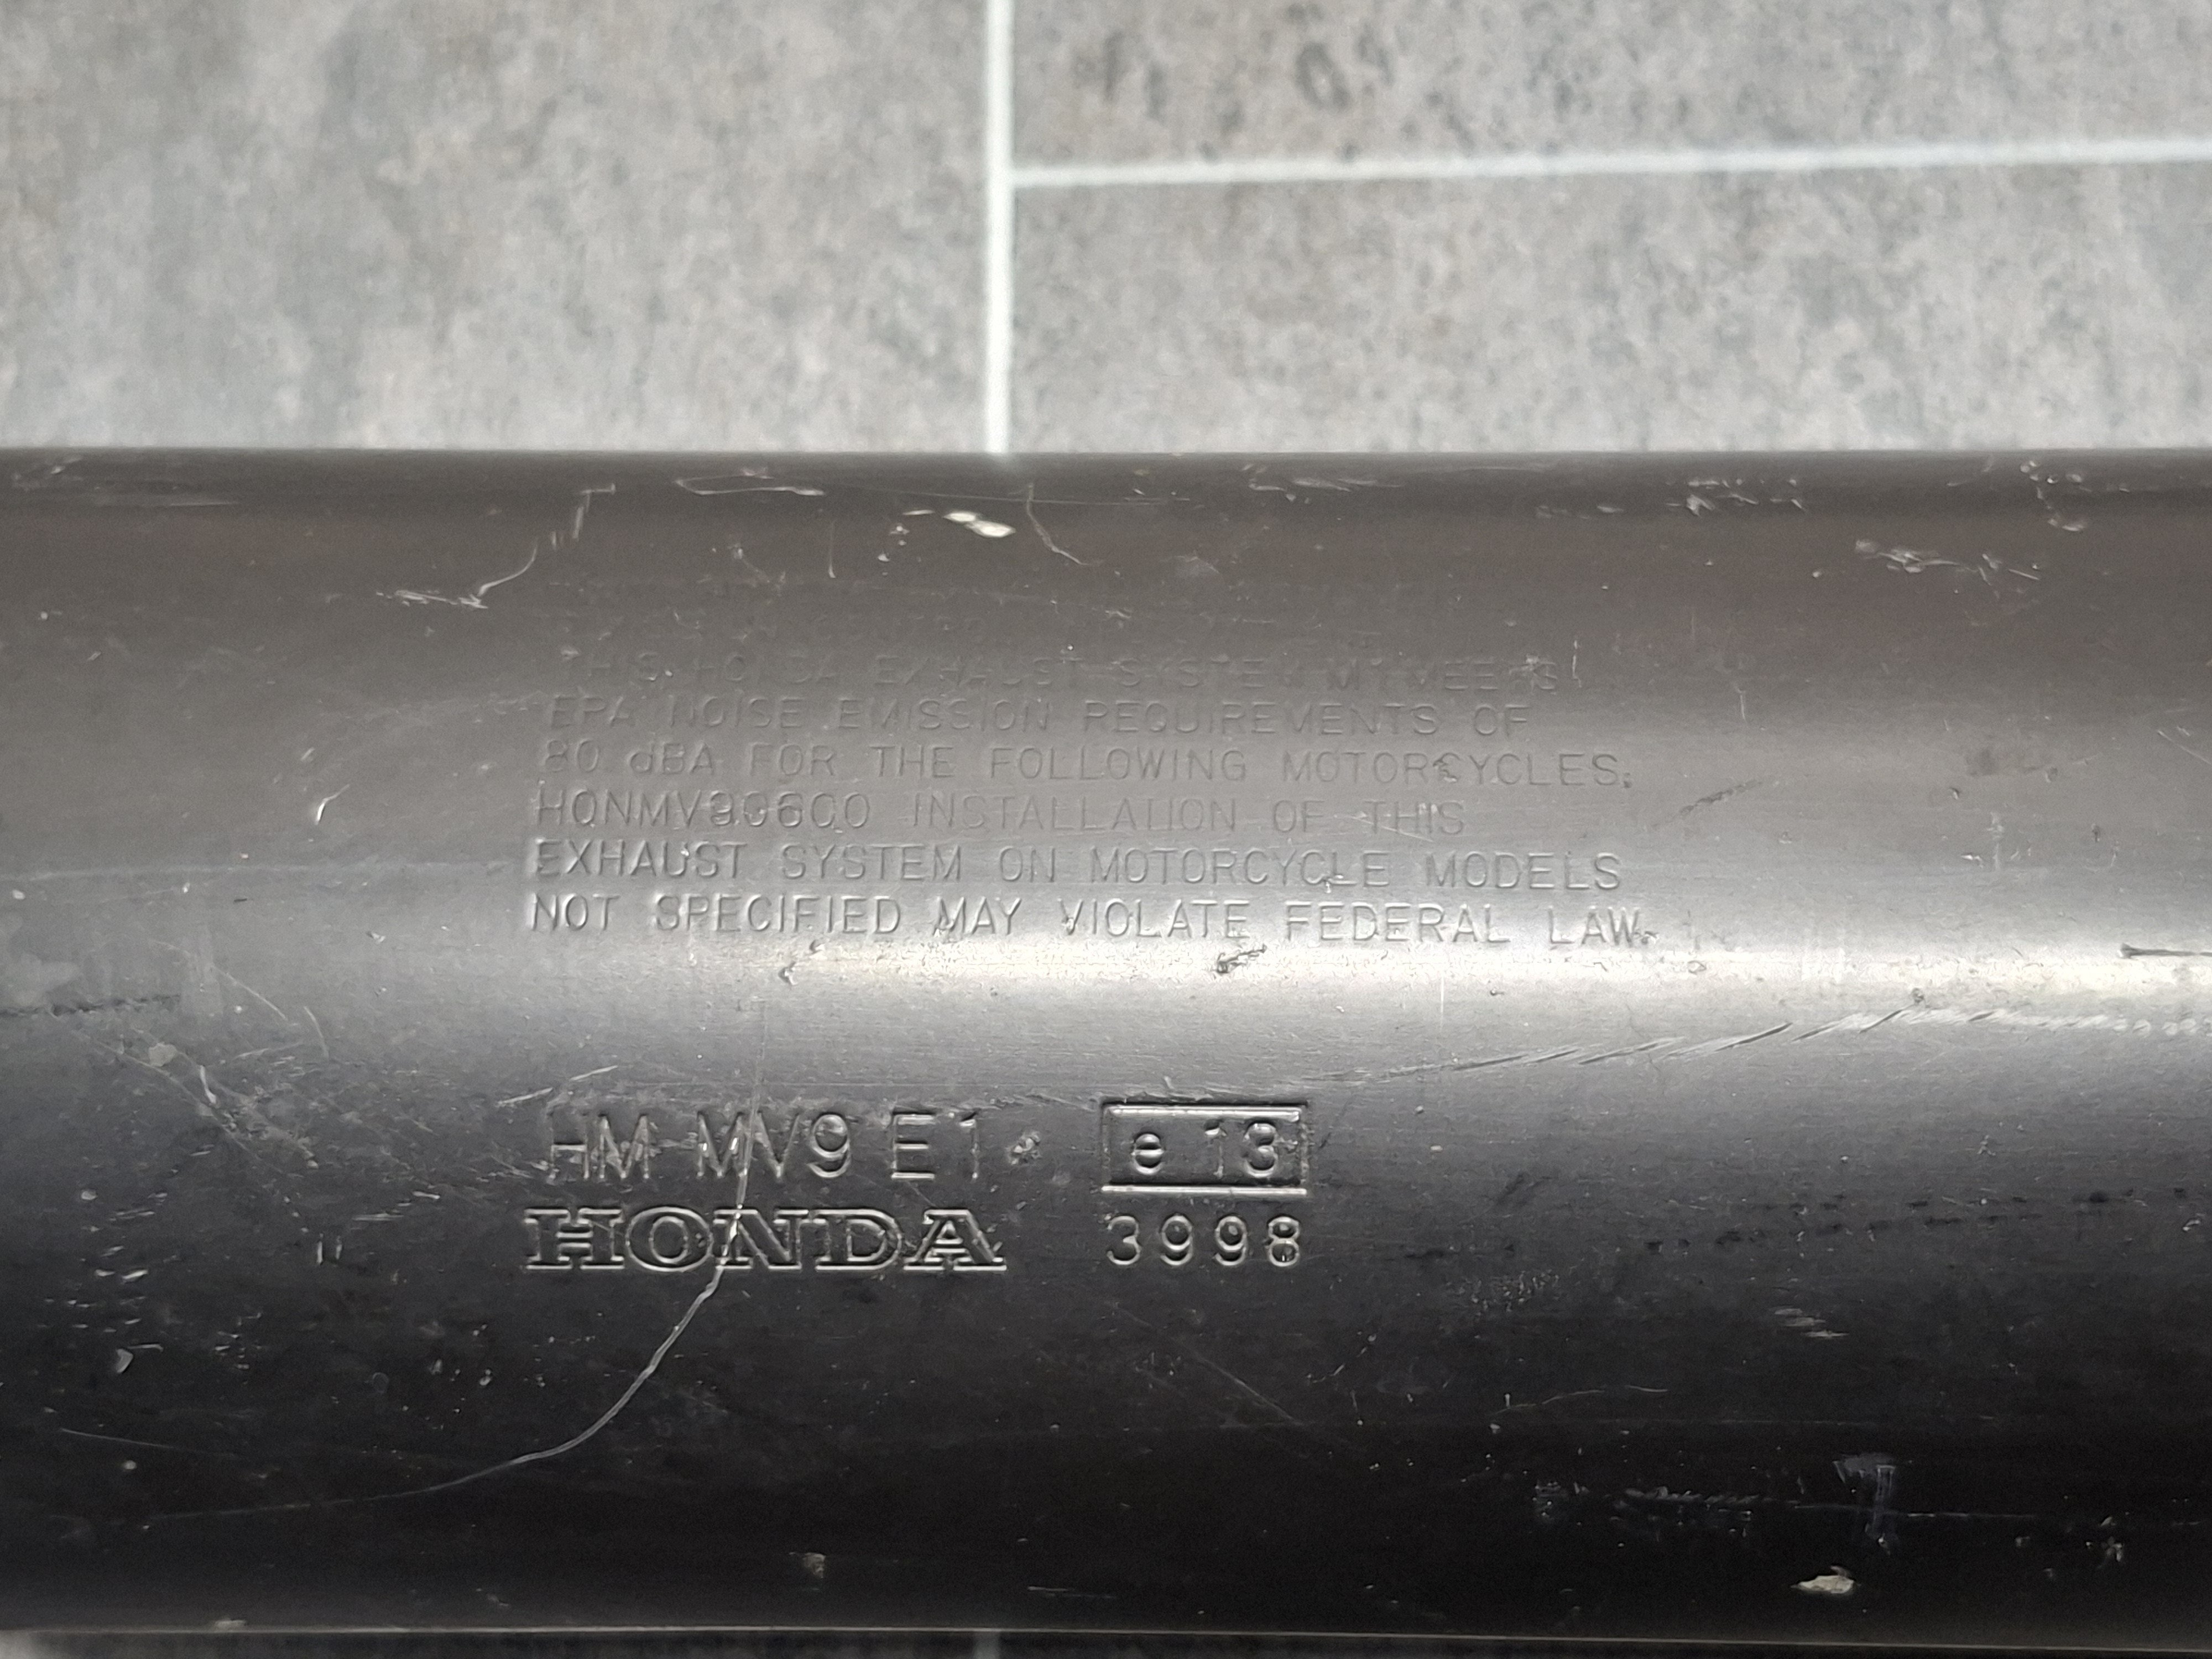 THIS HONDA EXHAUST SYSTEM MEETS
EPA NOISE EMISSION REQUIREMENTS OF
80 dBA FOR THE FOLLOWING MOTORCYCLES,
INSTALLATION OF THIS
EXHAUST SYSTEM ON MOTORCYCLE MODELS
NOT SPECIFIED MAY VIOLATE FEDERAL LAW.
HM MV9 E1 e 13
HONDA 3998